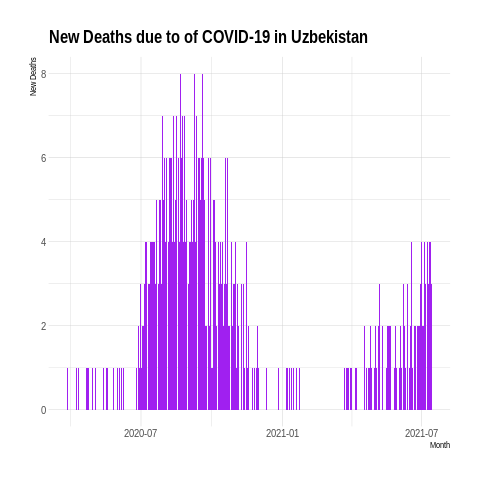 New Deaths due to of COVID-19 in Uzbekistan
New Deaths
8
6
4
2
0
2020-07
2021-01
2021-07
Month